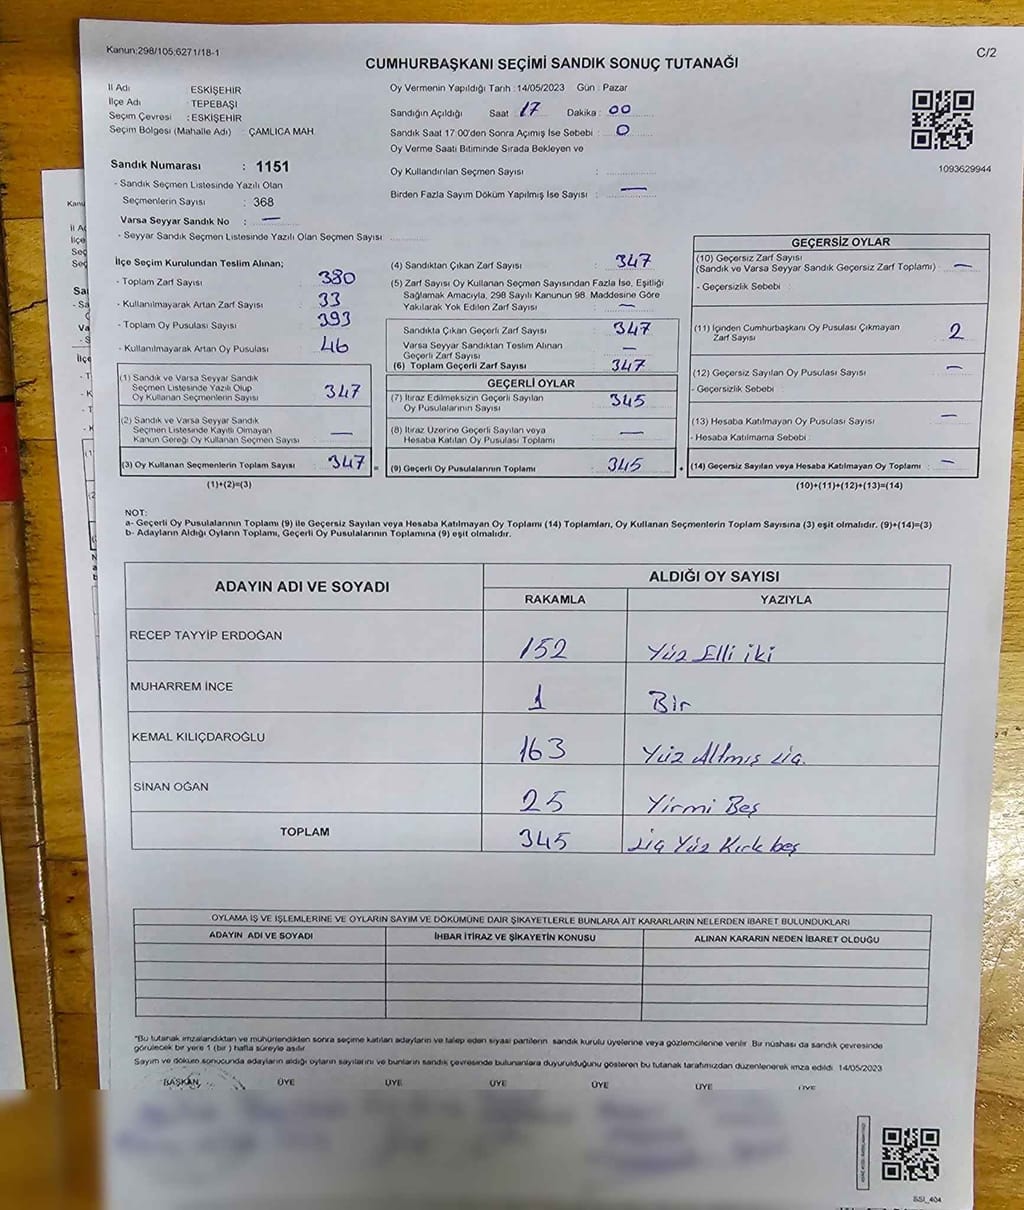 Kanun:298/105;6271/18-1
C/2
CUMHURBAŞKANI SEÇİMİ SANDIK SONUÇ TUTANAĞI
İl Adı ESKİŞEHİR
İlçe Adı TEPEBAŞI
Seçim Çevresi : ESKİŞEHİR
Seçim Bölgesi (Mahalle Adı) : ÇAMLICA MAH.
Oy Vermenin Yapıldığı Tarih : 14/05/2023 Gün : Pazar
Sandığın Açıldığı Saat : 17 Dakika : 00
Sandık Saat 17 00'den Sonra Açımış İse Sebebi : 0
Oy Verme Saati Bitiminde Sırada Bekleyen ve
Oy Kullandırılan Seçmen Sayısı :
Birden Fazla Sayım Döküm Yapılmış İse Sayısı : —
1093629944
Sandık Numarası : 1151
- Sandık Seçmen Listesinde Yazılı Olan
Seçmenlerin Sayısı : 368
Varsa Seyyar Sandık No : —
- Seyyar Sandık Seçmen Listesinde Yazılı Olan Seçmen Sayısı
İlçe Seçim Kurulundan Teslim Alınan;
- Toplam Zarf Sayısı : 380
- Kullanılmayarak Artan Zarf Sayısı : 33
- Toplam Oy Pusulası Sayısı : 393
- Kullanılmayarak Artan Oy Pusulası : 46
(1) Sandık ve Varsa Seyyar Sandık
Seçmen Listesinde Yazılı Olup
Oy Kullanan Seçmenlerin Sayısı : 347
(2) Sandık ve Varsa Seyyar Sandık
Seçmen Listesinde Kayıtlı Olmayan
Kanun Gereği Oy Kullanan Seçmen Sayısı : —
(3) Oy Kullanan Seçmenlerin Toplam Sayısı : 347 =
(1)+(2)=(3)
(4) Sandıktan Çıkan Zarf Sayısı : 347
(5) Zarf Sayısı Oy Kullanan Seçmen Sayısından Fazla İse, Eşitliği
Sağlamak Amacıyla, 298 Sayılı Kanunun 98. Maddesine Göre
Yakılarak Yok Edilen Zarf Sayısı : —
Sandıkta Çıkan Geçerli Zarf Sayısı : 347
Varsa Seyyar Sandıktan Teslim Alınan
Geçerli Zarf Sayısı : —
(6) Toplam Geçerli Zarf Sayısı : 347
GEÇERLİ OYLAR
(7) İtiraz Edilmeksizin Geçerli Sayılan
Oy Pusulalarının Sayısı : 345
(8) İtiraz Üzerine Geçerli Sayılan veya
Hesaba Katılan Oy Pusulası Toplamı : —
(9) Geçerli Oy Pusulalarının Toplamı : 345 +
GEÇERSİZ OYLAR
(10) Geçersiz Zarf Sayısı
(Sandık ve Varsa Seyyar Sandık Geçersiz Zarf Toplamı) : —
- Geçersizlik Sebebi :
(11) İçinden Cumhurbaşkanı Oy Pusulası Çıkmayan
Zarf Sayısı : 2
(12) Geçersiz Sayılan Oy Pusulası Sayısı : —
- Geçersizlik Sebebi
(13) Hesaba Katılmayan Oy Pusulası Sayısı : —
- Hesaba Katılmama Sebebi :
(14) Geçersiz Sayılan veya Hesaba Katılmayan Oy Toplamı : —
(10)+(11)+(12)+(13)=(14)
NOT:
a- Geçerli Oy Pusulalarının Toplamı (9) ile Geçersiz Sayılan veya Hesaba Katılmayan Oy Toplamı (14) Toplamları, Oy Kullanan Seçmenlerin Toplam Sayısına (3) eşit olmalıdır. (9)+(14)=(3)
b- Adayların Aldığı Oyların Toplamı, Geçerli Oy Pusulalarının Toplamına (9) eşit olmalıdır.
ADAYIN ADI VE SOYADI ALDIĞI OY SAYISI
RAKAMLA YAZIYLA
RECEP TAYYİP ERDOĞAN 152 Yüz Elli iki
MUHARREM İNCE 1 Bir
KEMAL KILIÇDAROĞLU 163 Yüz Altmış üç.
SİNAN OĞAN 25 Yirmi Beş
TOPLAM 345 üç Yüz Kırk beş
OYLAMA İŞ VE İŞLEMLERİNE VE OYLARIN SAYIM VE DÖKÜMÜNE DAİR ŞİKAYETLERLE BUNLARA AİT KARARLARIN NELERDEN İBARET BULUNDUKLARI
ADAYIN ADI VE SOYADI İHBAR İTİRAZ VE ŞİKAYETİN KONUSU ALINAN KARARIN NEDEN İBARET OLDUĞU
"Bu tutanak imzalandıktan ve mühürlendikten sonra seçime katılan adayların ve talep eden siyasi partilerin sandık kurulu üyelerine veya gözlemcilerine verilir. Bir nüshası da sandık çevresinde
görülecek bir yere 1 (bir) hafta süreyle asılır
Sayım ve döküm sonucunda adayların aldığı oyların sayılarını ve bunların sandık çevresinde bulunanlara duyurulduğunu gösteren bu tutanak tarafımızdan düzenlenerek imza edildi. 14/05/2023
BAŞKAN ÜYE ÜYE ÜYE ÜYE ÜYE ÜYE
SSI_404